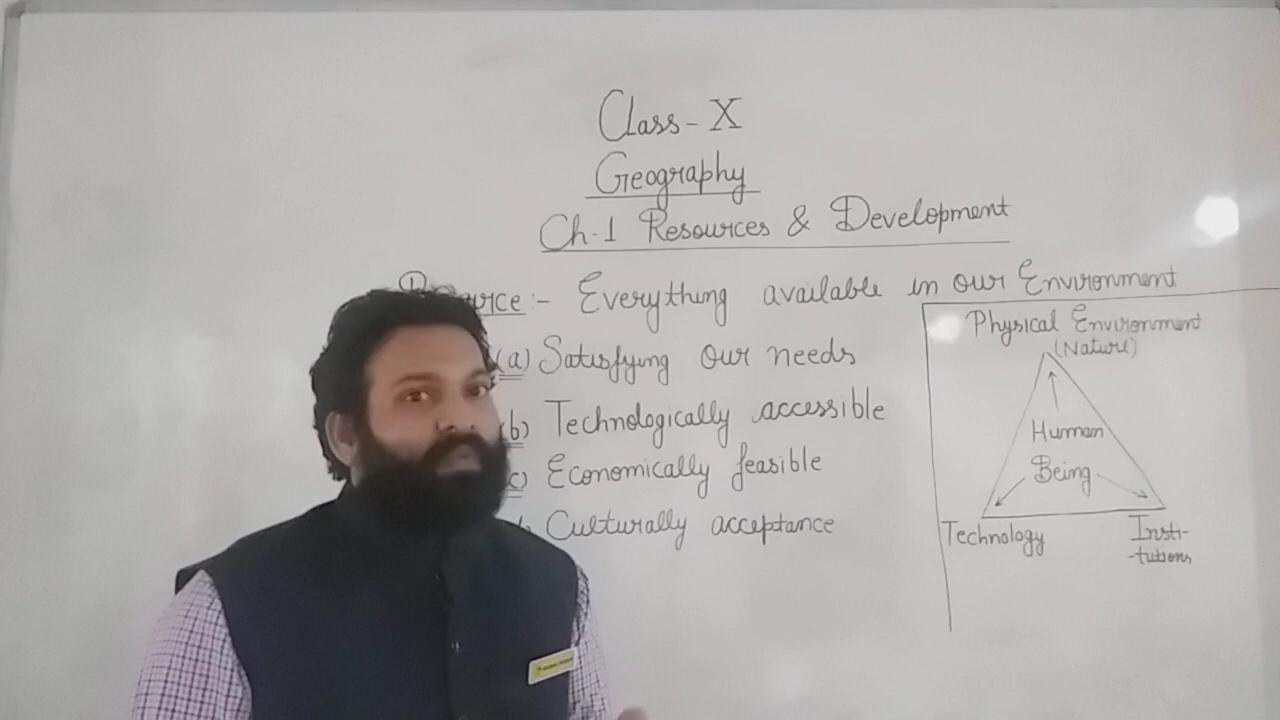 Class - X
Geography
Ch.1 Resources & Development
:- Everything available in our Environment
(a) Satisfying our needs
(b) Technologically accessible
(c) Economically feasible
Culturally acceptance
Physical Environment
(Nature)
Human
Being
Technology
Insti-
-tutions